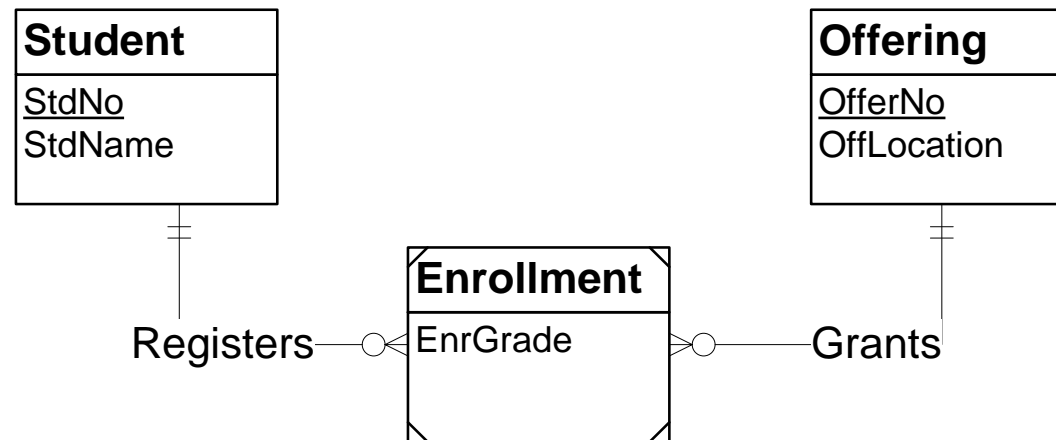 Student
StdNo
StdName
Offering
OfferNo
OffLocation
Enrollment
EnrGrade
Registers
Grants